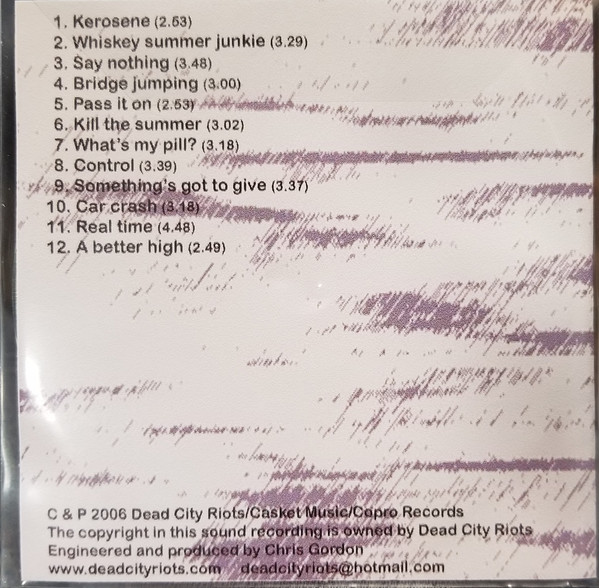 1. Kerosene (2.53)
2. Whiskey summer junkie (3.29)
3. Say nothing (3.48)
4. Bridge jumping (3.00)
5. Pass it on (2.53)
6. Kill the summer (3.02)
7. What's my pill? (3.18)
8. Control (3.39)
9. Something's got to give (3.37)
10. Car crash (3.18)
11. Real time (4.48)
12. A better high (2.49)
C & P 2006 Dead City Riots/Casket Music/Copro Records
The copyright in this sound recording is owned by Dead City Riots
Engineered and produced by Chris Gordon
www.deadcityriots.com deadcityriots@hotmail.com